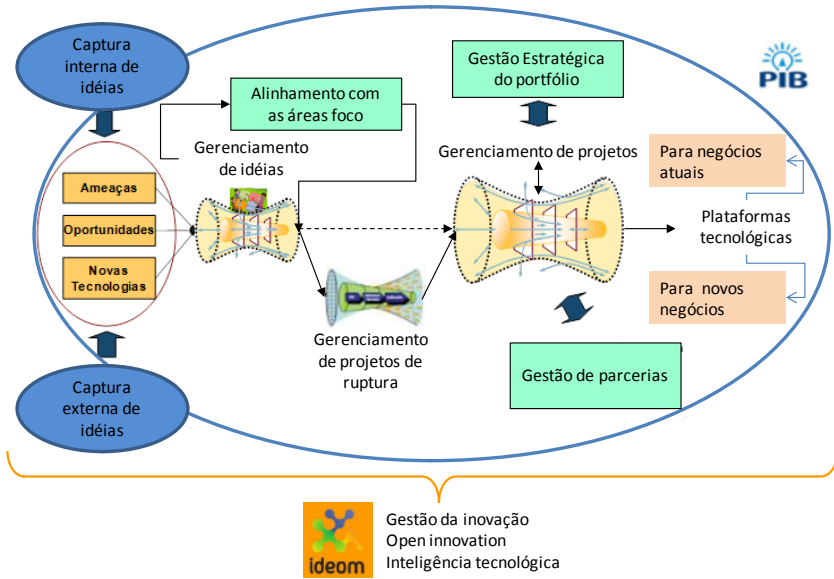 Captura
interna de
idéias
Gestão Estratégica
do portfólio
PIB
Alinhamento com
as áreas foco
Gerenciamento
de idéias
Gerenciamento de projetos
Para negócios
atuais
Ameaças
Oportunidades
Novas
Tecnologias
Plataformas
tecnológicas
Para novos
negócios
Gerenciamento
de projetos de
ruptura
Gestão de parcerias
Captura
externa de
idéias
ideom
Gestão da inovação
Open innovation
Inteligência tecnológica